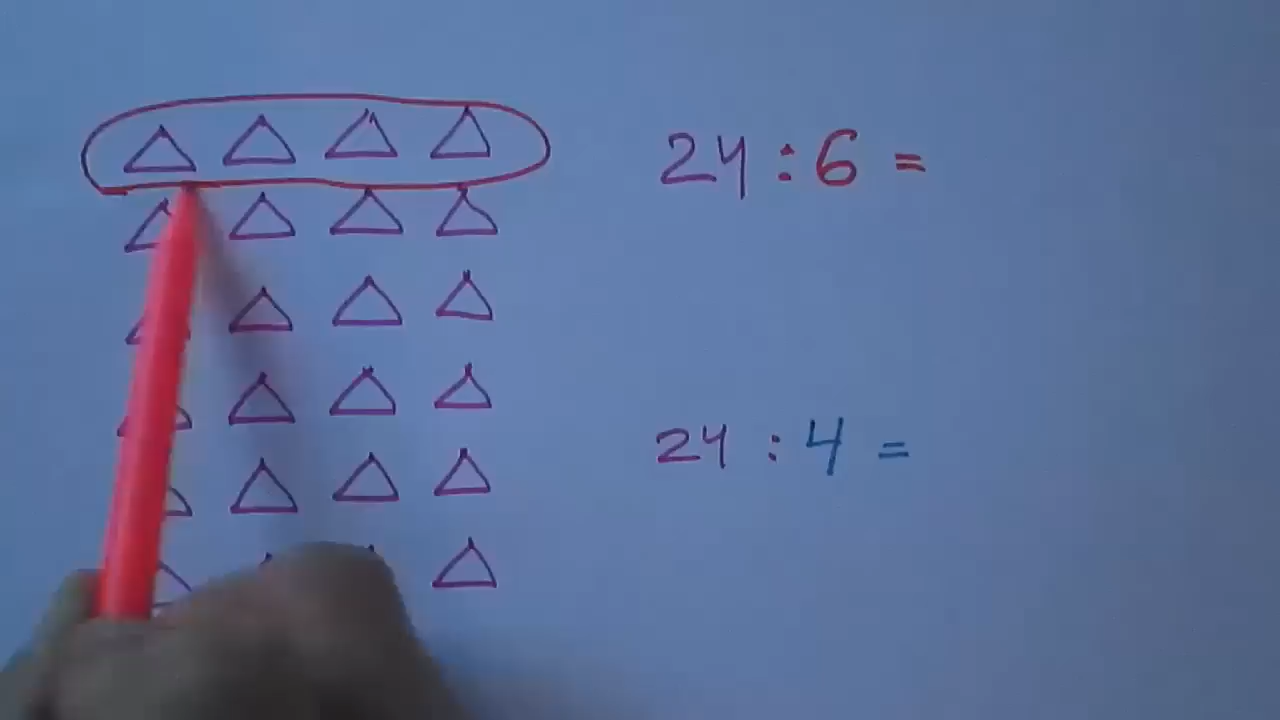 24 : 6 =
24 : 4 =